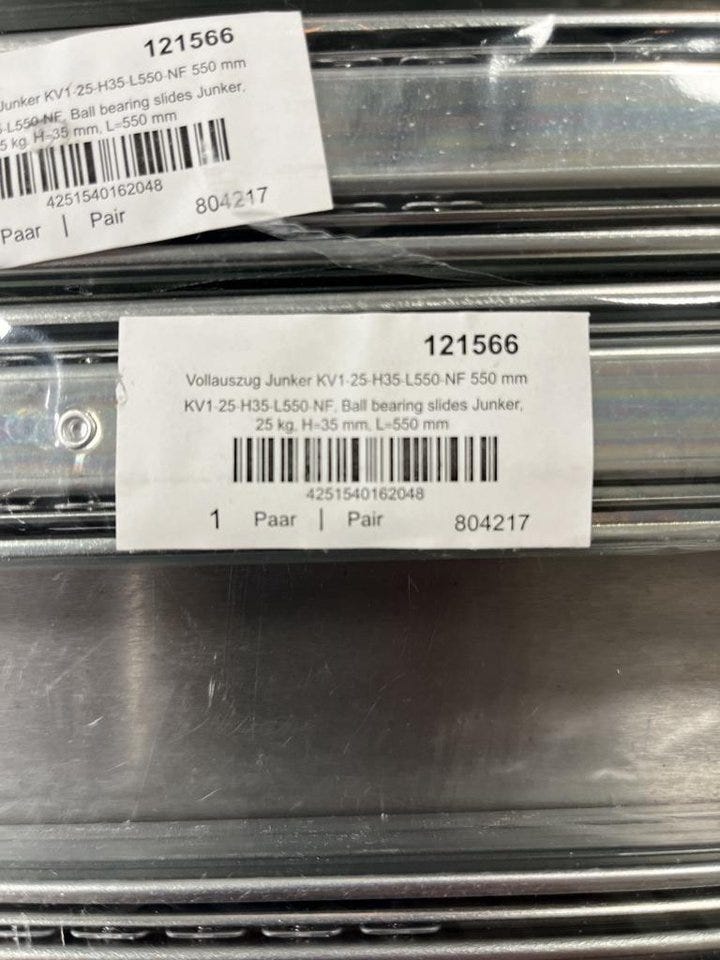 121566
Junker KV1-25-H35-L550-NF 550 mm
-L550-NF, Ball bearing slides Junker,
5 kg, H=35 mm, L=550 mm
4251540162048
Paar | Pair 804217
121566
Vollauszug Junker KV1-25-H35-L550-NF 550 mm
KV1-25-H35-L550-NF, Ball bearing slides Junker,
25 kg, H=35 mm, L=550 mm
4251540162048
1 Paar | Pair 804217